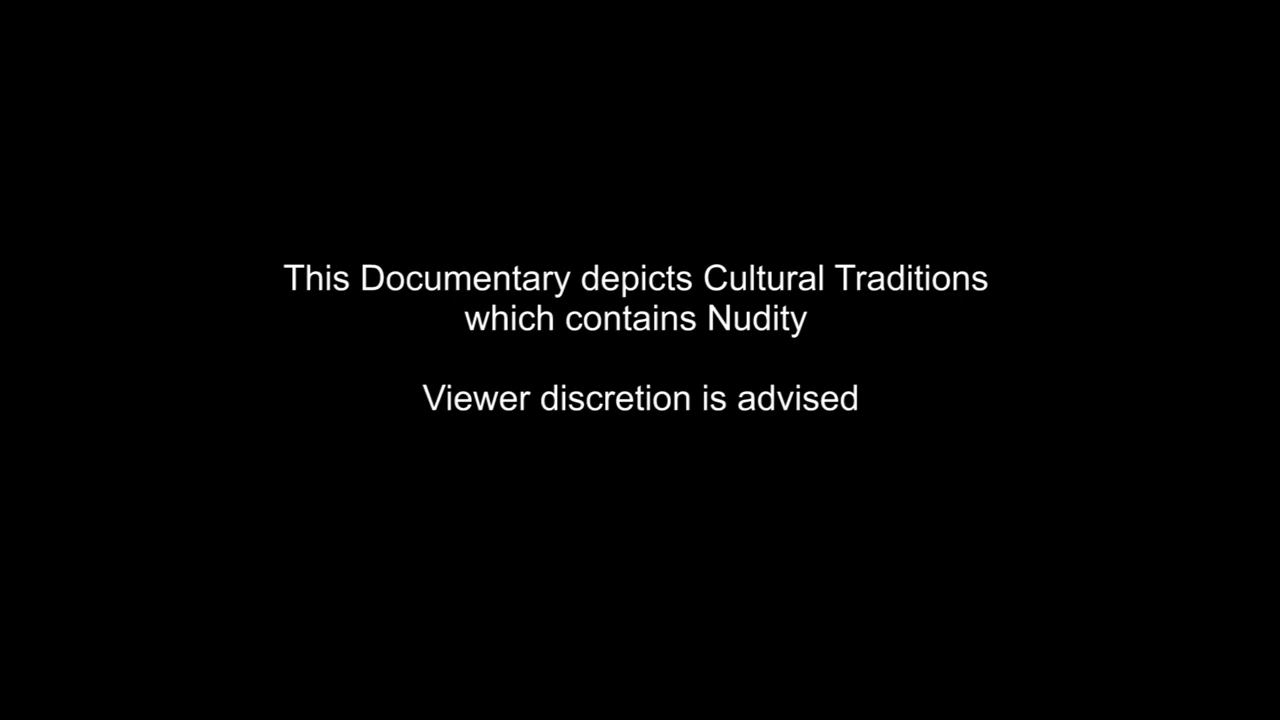 This Documentary depicts Cultural Traditions
which contains Nudity
Viewer discretion is advised